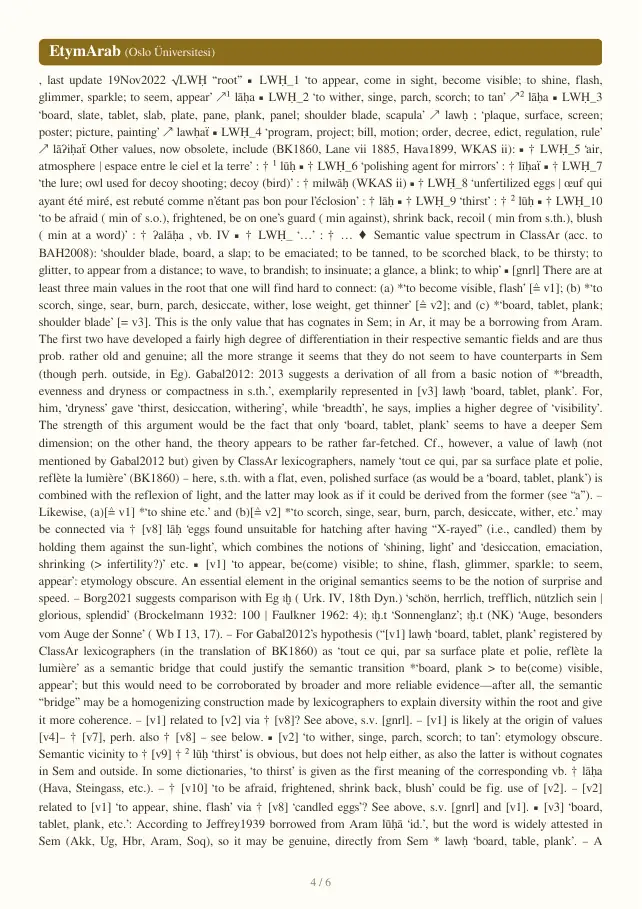 EtymArab (Oslo Üniversitesi)
, last update 19Nov2022 √LWḤ “root” ▪ LWḤ_1 ‘to appear, come in sight, become visible; to shine, flash,
glimmer, sparkle; to seem, appear’ ↗¹ lāḥa ▪ LWḤ_2 ‘to wither, singe, parch, scorch; to tan’ ↗² lāḥa ▪ LWḤ_3
‘board, slate, tablet, slab, plate, pane, plank, panel; shoulder blade, scapula’ ↗ lawḥ ; ‘plaque, surface, screen;
poster; picture, painting’ ↗ lawḥaẗ ▪ LWḤ_4 ‘program, project; bill, motion; order, decree, edict, regulation, rule’
↗ lāʔiḥaẗ Other values, now obsolete, include (BK1860, Lane vii 1885, Hava1899, WKAS ii): ▪ † LWḤ_5 ‘air,
atmosphere | espace entre le ciel et la terre’ : † ¹ lūḥ ▪ † LWḤ_6 ‘polishing agent for mirrors’ : † līḥaẗ ▪ † LWḤ_7
‘the lure; owl used for decoy shooting; decoy (bird)’ : † milwāḥ (WKAS ii) ▪ † LWḤ_8 ‘unfertilized eggs | œuf qui
ayant été miré, est rebuté comme n’étant pas bon pour l’éclosion’ : † lāḥ ▪ † LWḤ_9 ‘thirst’ : † ² lūḥ ▪ † LWḤ_10
‘to be afraid ( min of s.o.), frightened, be on one’s guard ( min against), shrink back, recoil ( min from s.th.), blush
( min at a word)’ : † ʔalāḥa , vb. IV ▪ † LWḤ_ ‘…’ : † … ♦ Semantic value spectrum in ClassAr (acc. to
BAH2008): ‘shoulder blade, board, a slap; to be emaciated; to be tanned, to be scorched black, to be thirsty; to
glitter, to appear from a distance; to wave, to brandish; to insinuate; a glance, a blink; to whip’ ▪ [gnrl] There are at
least three main values in the root that one will find hard to connect: (a) *‘to become visible, flash’ [≙ v1]; (b) *‘to
scorch, singe, sear, burn, parch, desiccate, wither, lose weight, get thinner’ [≙ v2]; and (c) *‘board, tablet, plank;
shoulder blade’ [= v3]. This is the only value that has cognates in Sem; in Ar, it may be a borrowing from Aram.
The first two have developed a fairly high degree of differentiation in their respective semantic fields and are thus
prob. rather old and genuine; all the more strange it seems that they do not seem to have counterparts in Sem
(though perh. outside, in Eg). Gabal2012: 2013 suggests a derivation of all from a basic notion of *‘breadth,
evenness and dryness or compactness in s.th.’, exemplarily represented in [v3] lawḥ ‘board, tablet, plank’. For,
him, ‘dryness’ gave ‘thirst, desiccation, withering’, while ‘breadth’, he says, implies a higher degree of ‘visibility’.
The strength of this argument would be the fact that only ‘board, tablet, plank’ seems to have a deeper Sem
dimension; on the other hand, the theory appears to be rather far-fetched. Cf., however, a value of lawḥ (not
mentioned by Gabal2012 but) given by ClassAr lexicographers, namely ‘tout ce qui, par sa surface plate et polie,
reflète la lumière’ (BK1860) – here, s.th. with a flat, even, polished surface (as would be a ‘board, tablet, plank’) is
combined with the reflexion of light, and the latter may look as if it could be derived from the former (see “a”). –
Likewise, (a)[≙ v1] *‘to shine etc.’ and (b)[≙ v2] *‘to scorch, singe, sear, burn, parch, desiccate, wither, etc.’ may
be connected via † [v8] lāḥ ‘eggs found unsuitable for hatching after having “X-rayed” (i.e., candled) them by
holding them against the sun-light’, which combines the notions of ‘shining, light’ and ‘desiccation, emaciation,
shrinking (> infertility?)’ etc. ▪ [v1] ‘to appear, be(come) visible; to shine, flash, glimmer, sparkle; to seem,
appear’: etymology obscure. An essential element in the original semantics seems to be the notion of surprise and
speed. – Borg2021 suggests comparison with Eg ꜣḫ ( Urk. IV, 18th Dyn.) ‘schön, herrlich, trefflich, nützlich sein |
glorious, splendid’ (Brockelmann 1932: 100 | Faulkner 1962: 4); ꜣḫ.t ‘Sonnenglanz’; ꜣḫ.t (NK) ‘Auge, besonders
vom Auge der Sonne’ ( Wb I 13, 17). – For Gabal2012’s hypothesis (“[v1] lawḥ ‘board, tablet, plank’ registered by
ClassAr lexicographers (in the translation of BK1860) as ‘tout ce qui, par sa surface plate et polie, reflète la
lumière’ as a semantic bridge that could justify the semantic transition *‘board, plank > to be(come) visible,
appear’; but this would need to be corroborated by broader and more reliable evidence—after all, the semantic
“bridge” may be a homogenizing construction made by lexicographers to explain diversity within the root and give
it more coherence. – [v1] related to [v2] via † [v8]? See above, s.v. [gnrl]. – [v1] is likely at the origin of values
[v4]– † [v7], perh. also † [v8] – see below. ▪ [v2] ‘to wither, singe, parch, scorch; to tan’: etymology obscure.
Semantic vicinity to † [v9] † ² lūḥ ‘thirst’ is obvious, but does not help either, as also the latter is without cognates
in Sem and outside. In some dictionaries, ‘to thirst’ is given as the first meaning of the corresponding vb. † lāḥa
(Hava, Steingass, etc.). – † [v10] ‘to be afraid, frightened, shrink back, blush’ could be fig. use of [v2]. – [v2]
related to [v1] ‘to appear, shine, flash’ via † [v8] ‘candled eggs’? See above, s.v. [gnrl] and [v1]. ▪ [v3] ‘board,
tablet, plank, etc.’: According to Jeffrey1939 borrowed from Aram lūḥā ‘id.’, but the word is widely attested in
Sem (Akk, Ug, Hbr, Aram, Soq), so it may be genuine, directly from Sem * lawḥ ‘board, table, plank’. – A
4 / 6